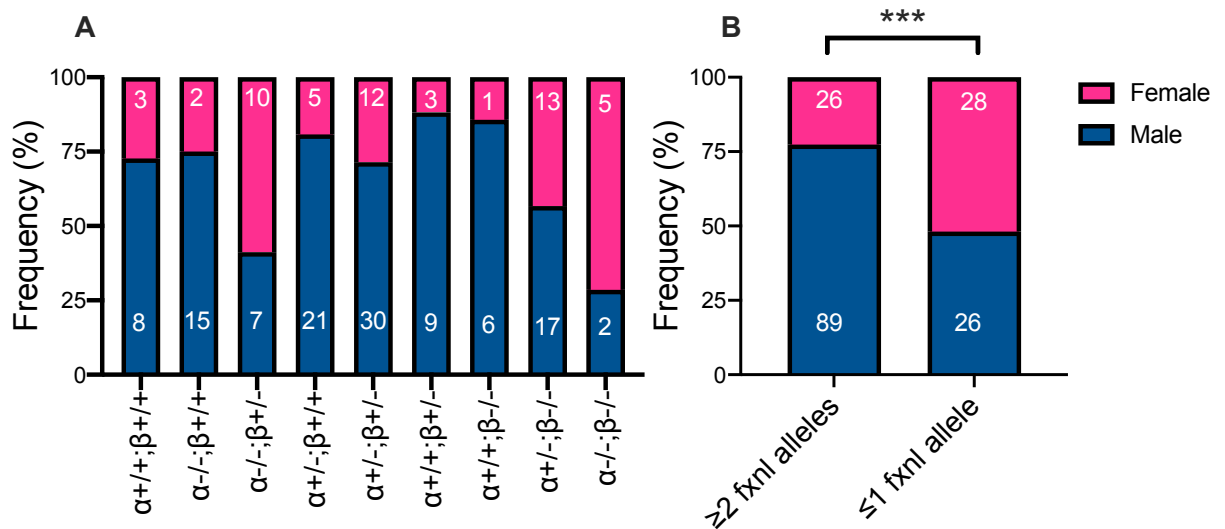 A
B
***
Frequency (%)
100
75
50
25
0
3 2 10 5 12 3 1 13 5
8 15 7 21 30 9 6 17 2
α+/+;β+/+
α-/-;β+/+
α-/-;β+/-
α+/-;β+/+
α+/-;β+/-
α+/+;β+/-
α+/+;β-/-
α+/-;β-/-
α-/-;β-/-
Frequency (%)
100
75
50
25
0
26 28
89 26
≥2 fxnl alleles
≤1 fxnl allele
Female
Male